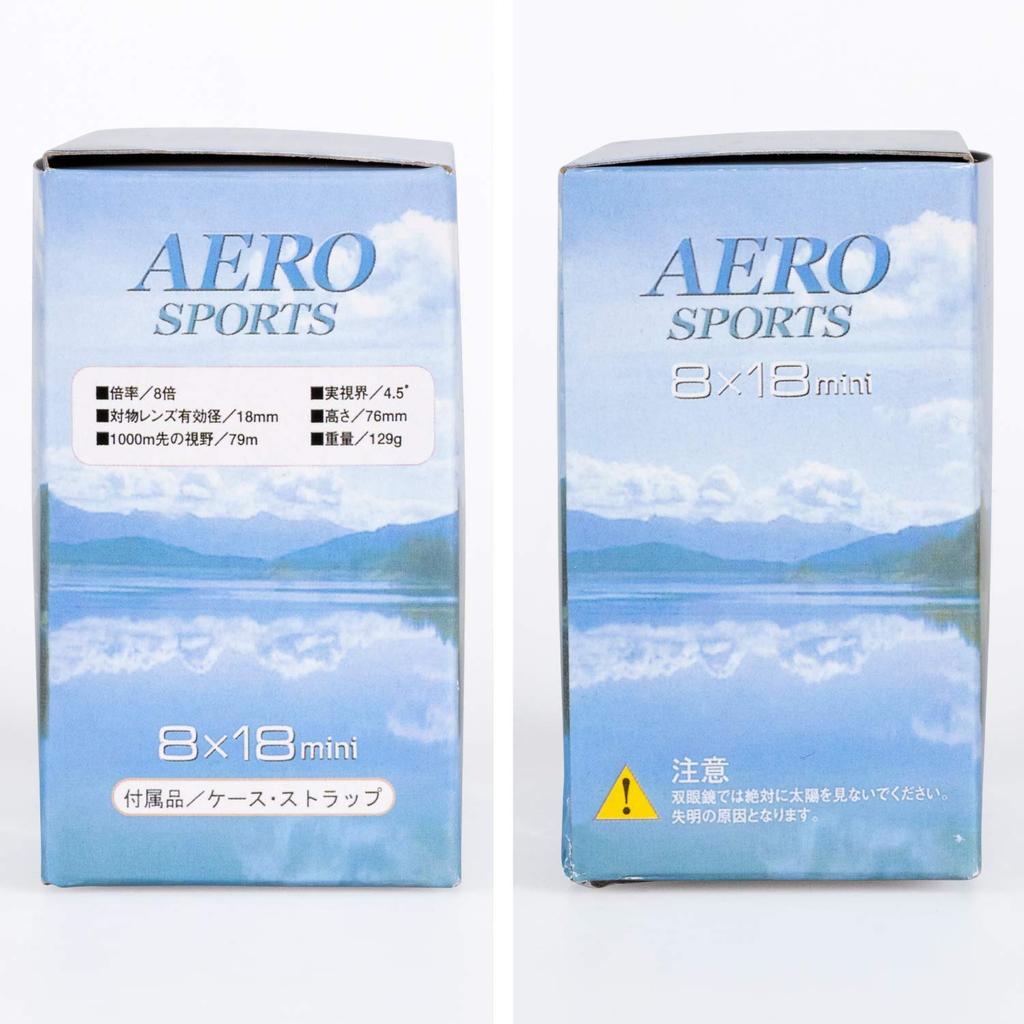 AERO
SPORTS
■倍率／8倍
■実視界／4.5°
■対物レンズ有効径／18mm
■高さ／76mm
■1000m先の視野／79m
■重量／129g
8×18mini
付属品／ケース・ストラップ
AERO
SPORTS
8×18mini
注意
双眼鏡では絶対に太陽を見ないでください。
失明の原因となります。